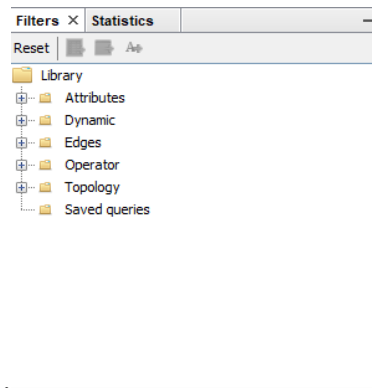 Filters × Statistics
Reset
Library
Attributes
Dynamic
Edges
Operator
Topology
Saved queries